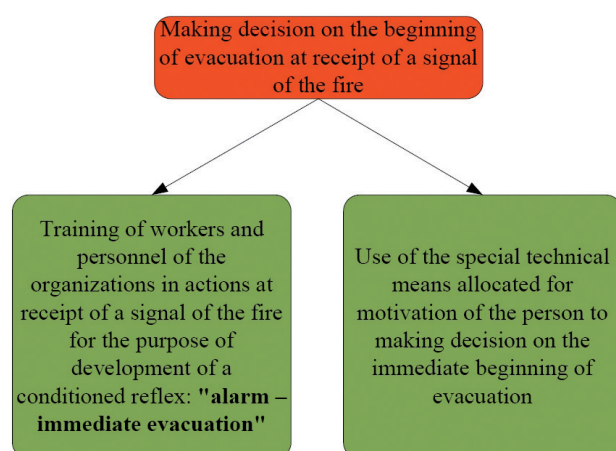 Making decision on the beginning
of evacuation at receipt of a signal
of the fire
Training of workers and
personnel of the
organizations in actions at
receipt of a signal of the fire
for the purpose of
development of a
conditioned reflex: "alarm –
immediate evacuation"
Use of the special technical
means allocated for
motivation of the person to
making decision on the
immediate beginning of
evacuation